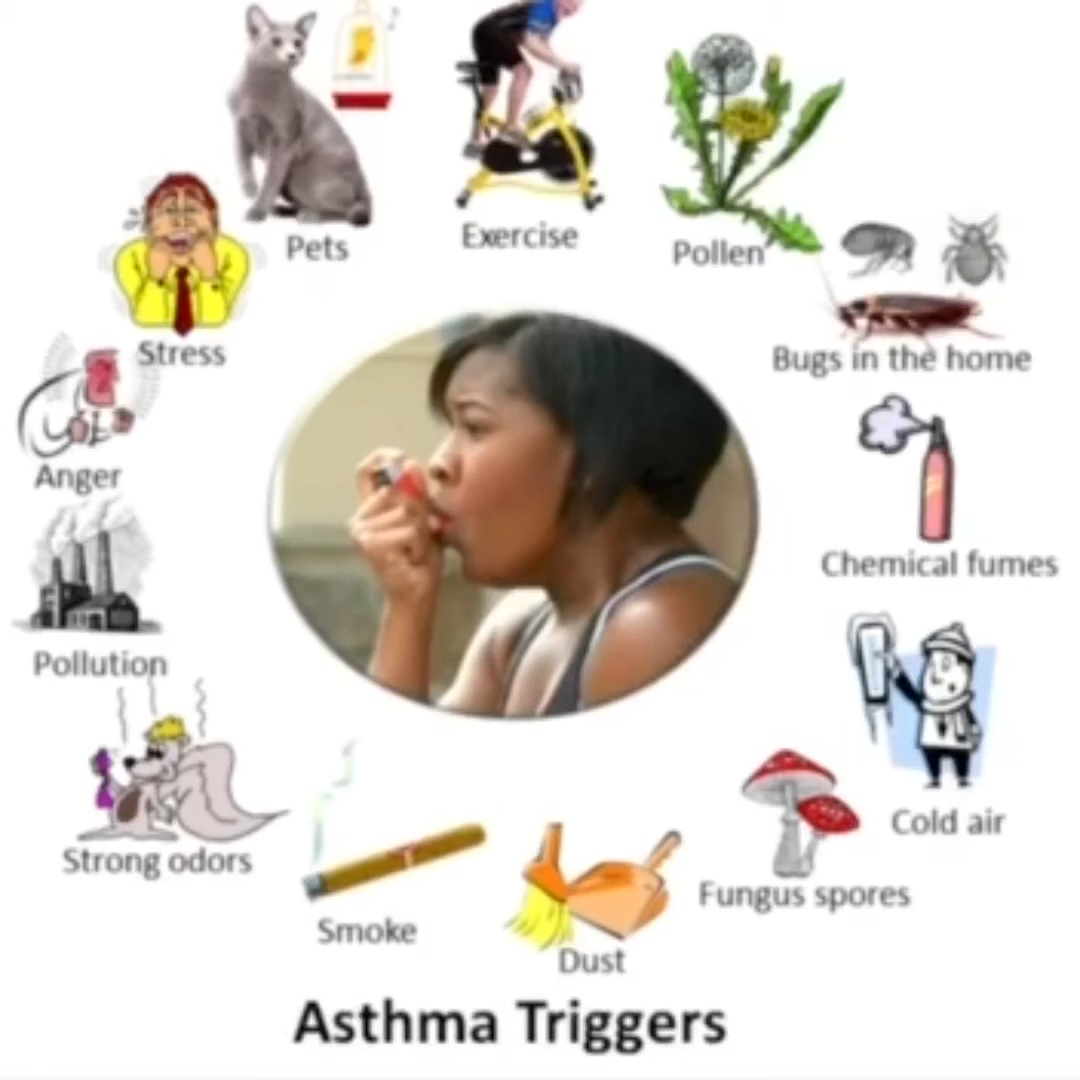 Pets
Exercise
Pollen
Stress
Bugs in the home
Anger
Chemical fumes
Pollution
Cold air
Strong odors
Fungus spores
Smoke
Dust
Asthma Triggers